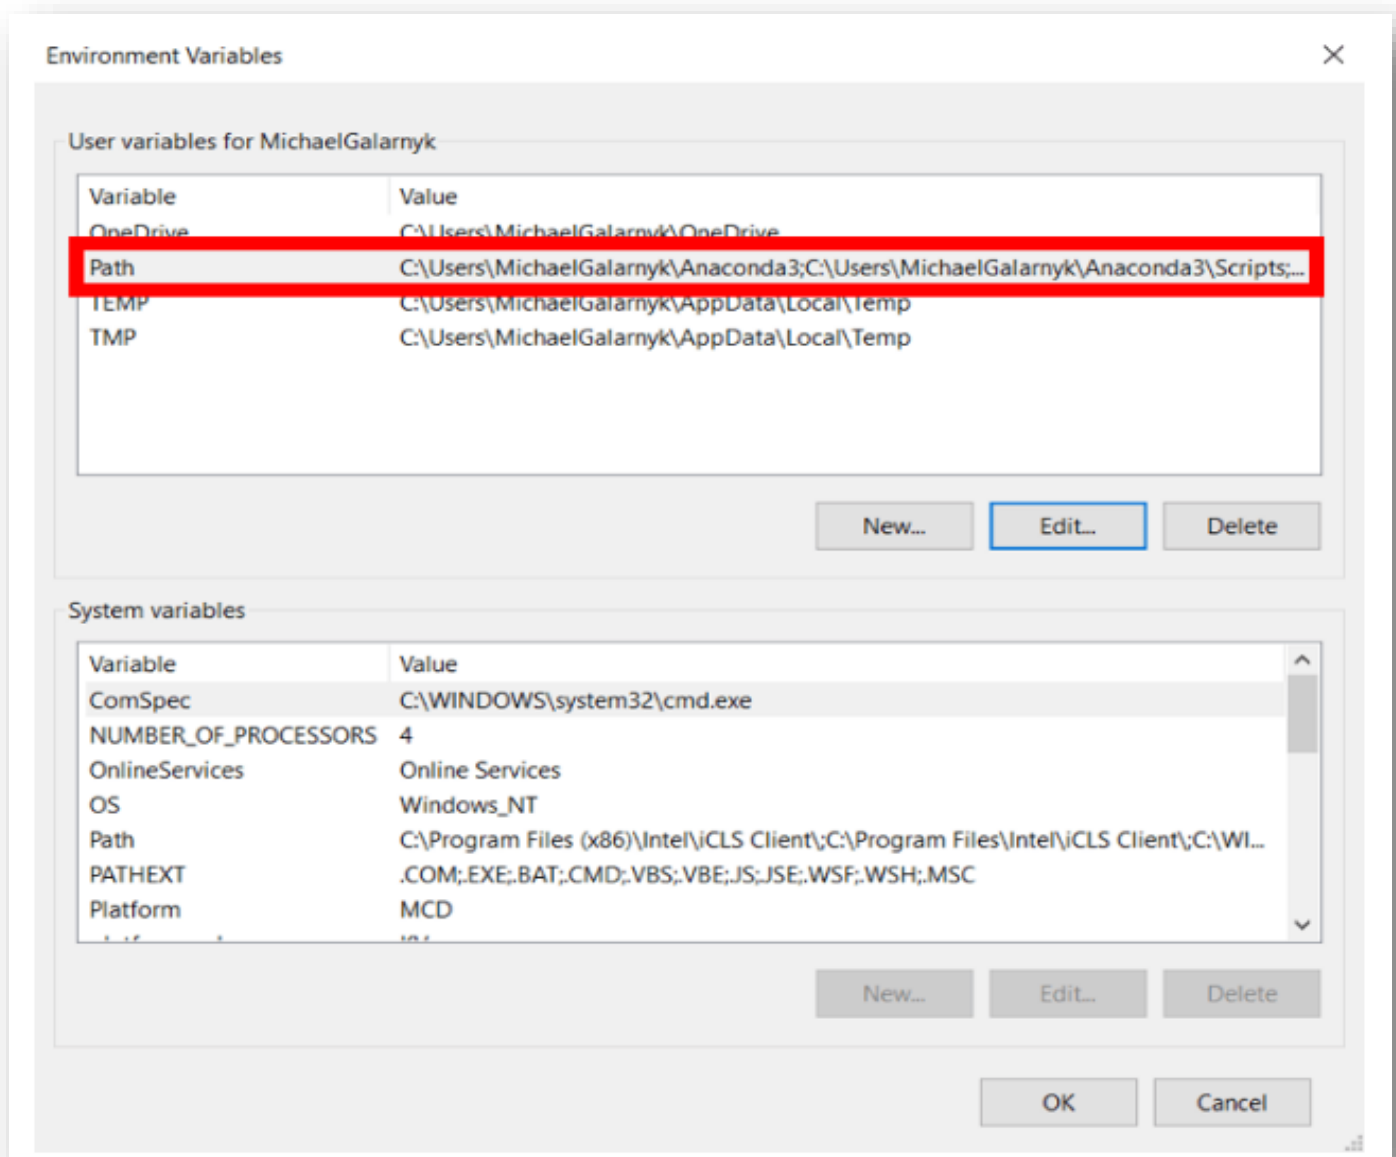 Environment Variables
User variables for MichaelGalarnyk
Variable Value
OneDrive C:\Users\MichaelGalarnyk\OneDrive
Path C:\Users\MichaelGalarnyk\Anaconda3;C:\Users\MichaelGalarnyk\Anaconda3\Scripts;...
TEMP C:\Users\MichaelGalarnyk\AppData\Local\Temp
TMP C:\Users\MichaelGalarnyk\AppData\Local\Temp
New... Edit... Delete
System variables
Variable Value
ComSpec C:\WINDOWS\system32\cmd.exe
NUMBER_OF_PROCESSORS 4
OnlineServices Online Services
OS Windows_NT
Path C:\Program Files (x86)\Intel\iCLS Client\;C:\Program Files\Intel\iCLS Client\;C:\WI...
PATHEXT .COM;.EXE;.BAT;.CMD;.VBS;.VBE;.JS;.JSE;.WSF;.WSH;.MSC
Platform MCD
New... Edit... Delete
OK Cancel